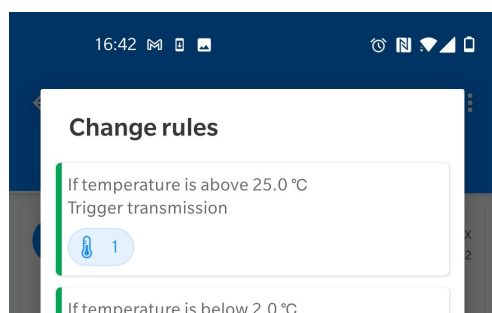 16:42
Change rules
If temperature is above 25.0 °C
Trigger transmission
1
X
2
If temperature is below 2.0 °C